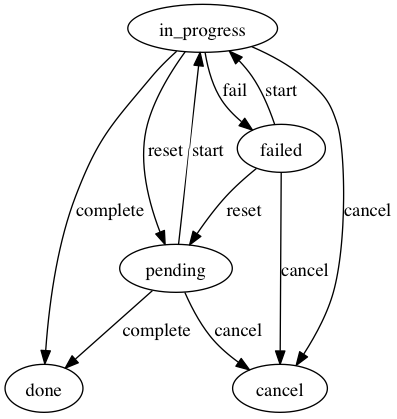 in_progress
fail
start
reset
start
failed
complete
reset
cancel
pending
cancel
complete
cancel
done
cancel